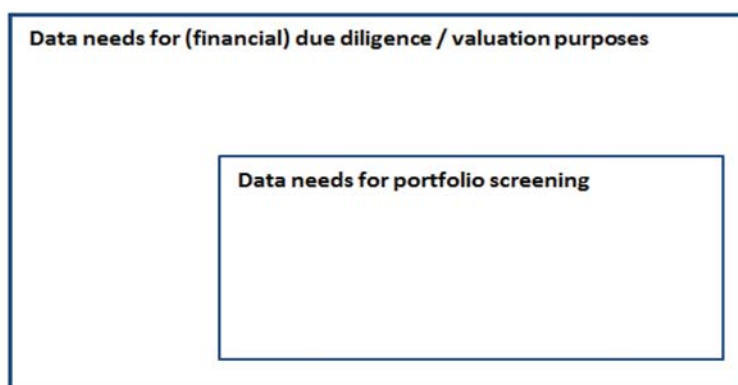 Data needs for (financial) due diligence / valuation purposes
Data needs for portfolio screening